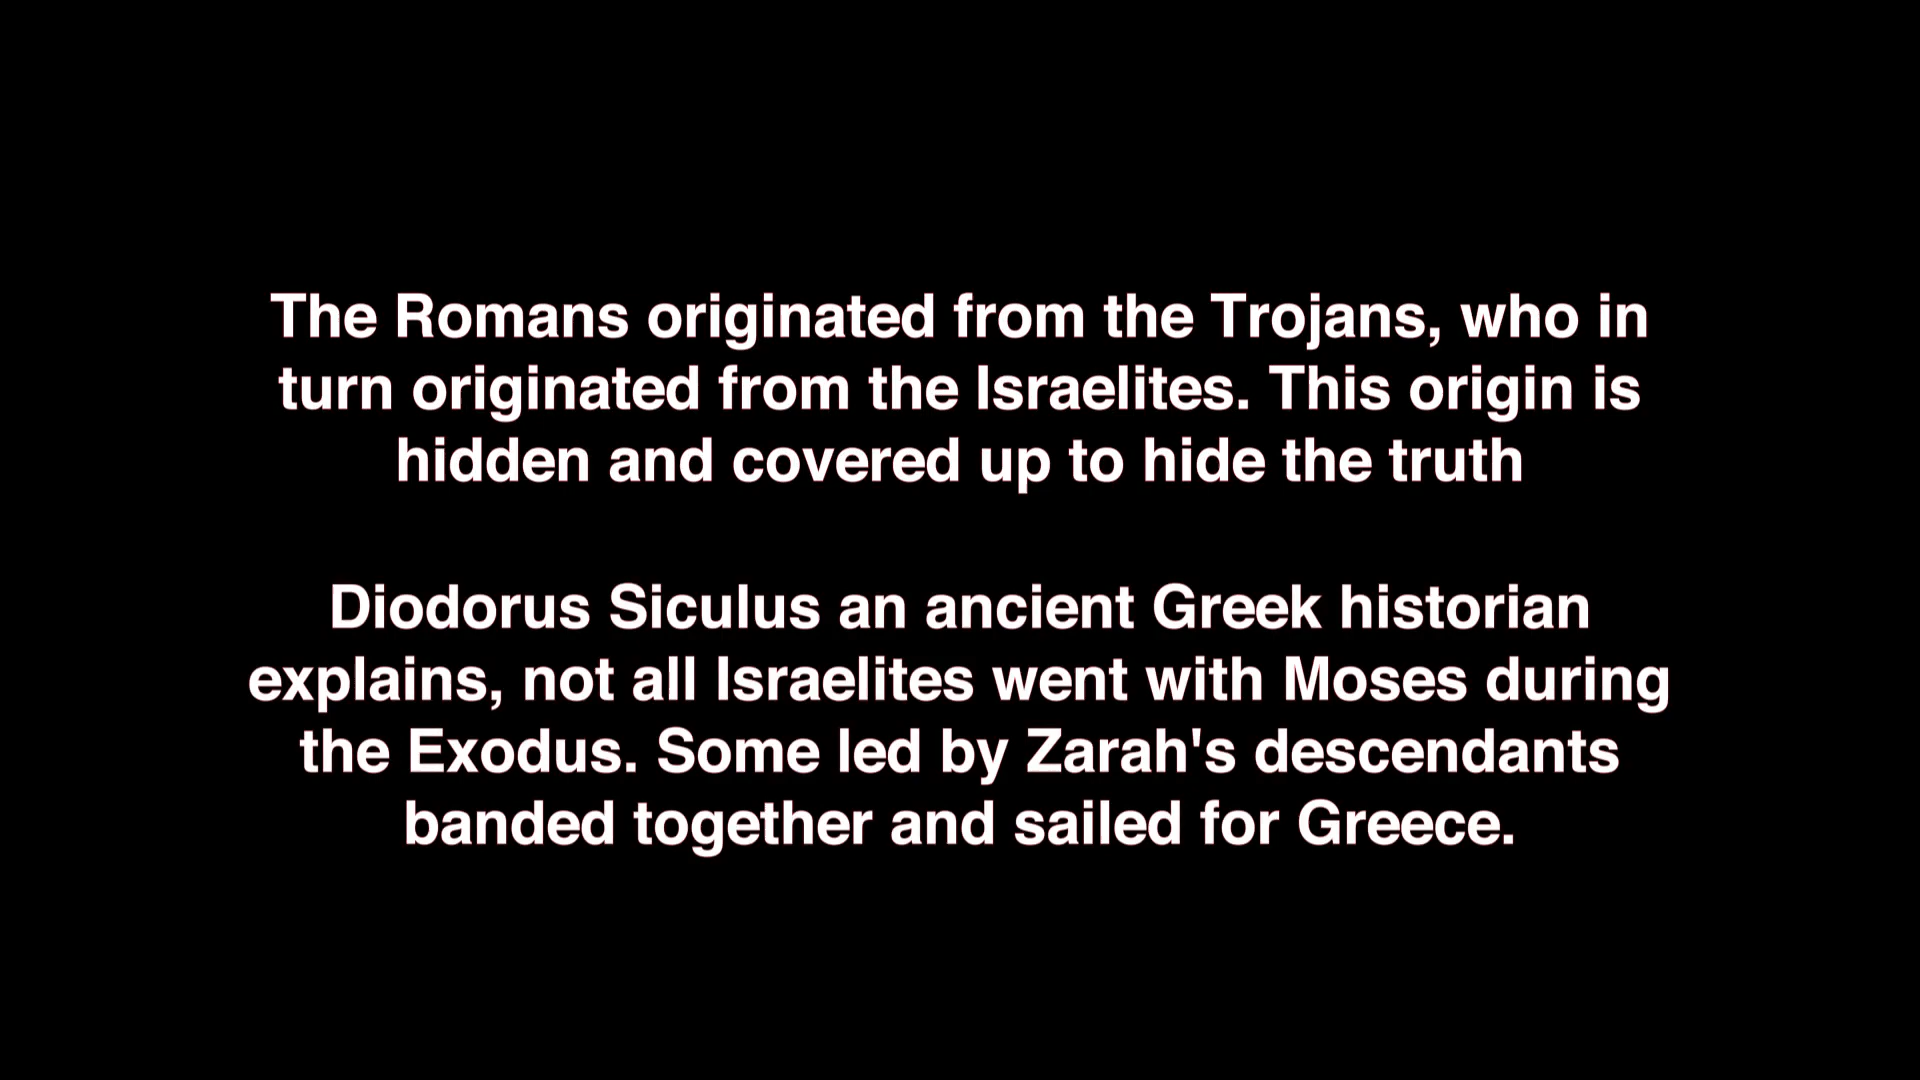 The Romans originated from the Trojans, who in
turn originated from the Israelites. This origin is
hidden and covered up to hide the truth
Diodorus Siculus an ancient Greek historian
explains, not all Israelites went with Moses during
the Exodus. Some led by Zarah's descendants
banded together and sailed for Greece.